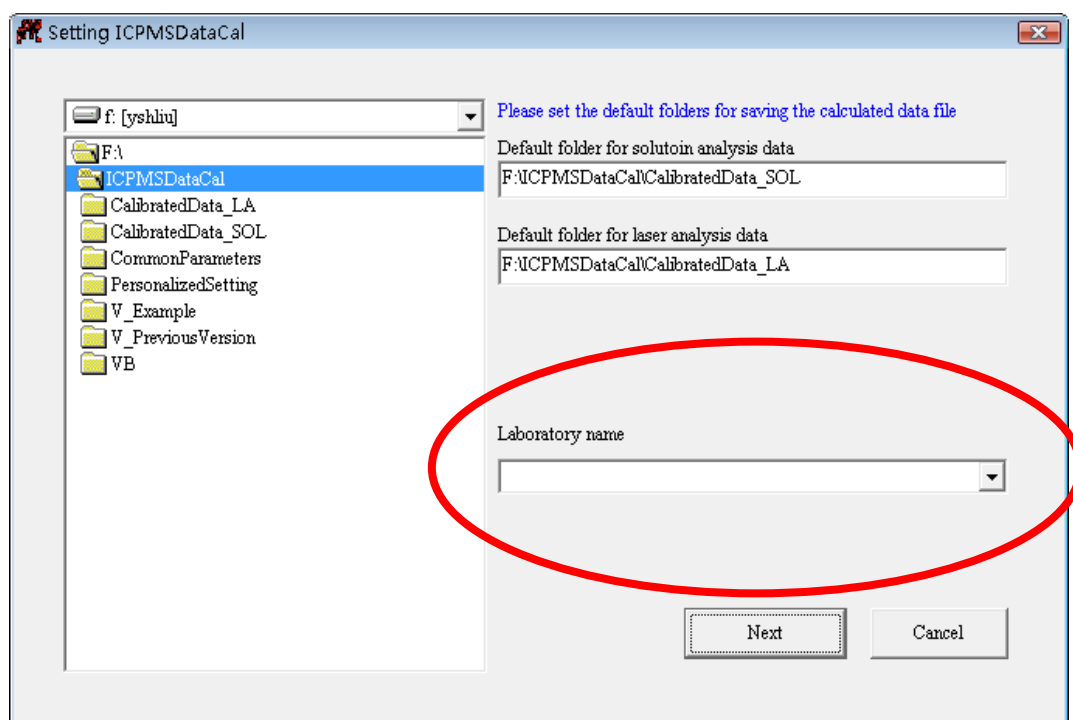 Setting ICPMSDataCal
f: [yshliu]
F:\
ICPMSDataCal
CalibratedData_LA
CalibratedData_SOL
CommonParameters
PersonalizedSetting
V_Example
V_PreviousVersion
VB
Please set the default folders for saving the calculated data file
Default folder for solutoin analysis data
F:\ICPMSDataCal\CalibratedData_SOL
Default folder for laser analysis data
F:\ICPMSDataCal\CalibratedData_LA
Laboratory name
Next
Cancel